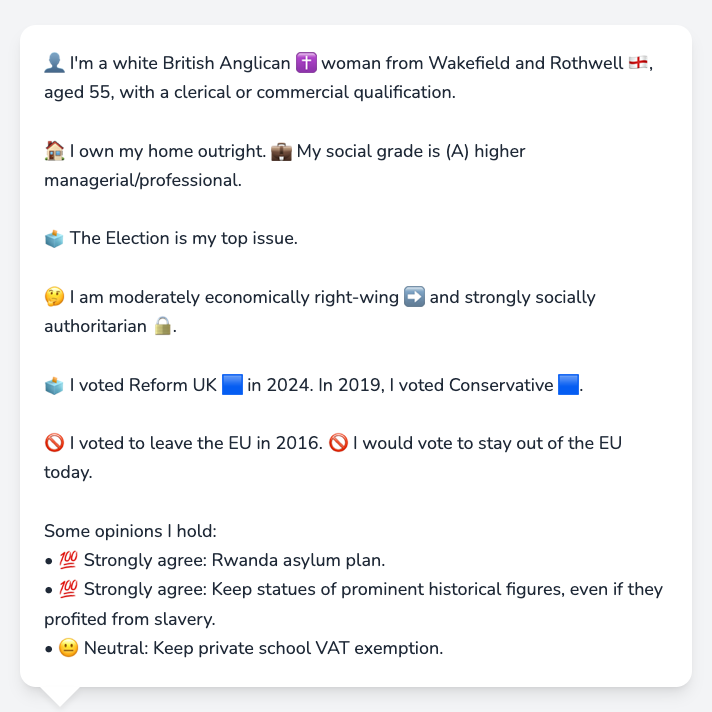 👤 I'm a white British Anglican ✝️ woman from Wakefield and Rothwell 🏴󠁧󠁢󠁥󠁮󠁧󠁿,
aged 55, with a clerical or commercial qualification.
🏠 I own my home outright. 💼 My social grade is (A) higher
managerial/professional.
🗳️ The Election is my top issue.
🤔 I am moderately economically right-wing ➡️ and strongly socially
authoritarian 🔒.
🗳️ I voted Reform UK 🟦 in 2024. In 2019, I voted Conservative 🟦.
🚫 I voted to leave the EU in 2016. 🚫 I would vote to stay out of the EU
today.
Some opinions I hold:
• 💯 Strongly agree: Rwanda asylum plan.
• 💯 Strongly agree: Keep statues of prominent historical figures, even if they
profited from slavery.
• 😐 Neutral: Keep private school VAT exemption.